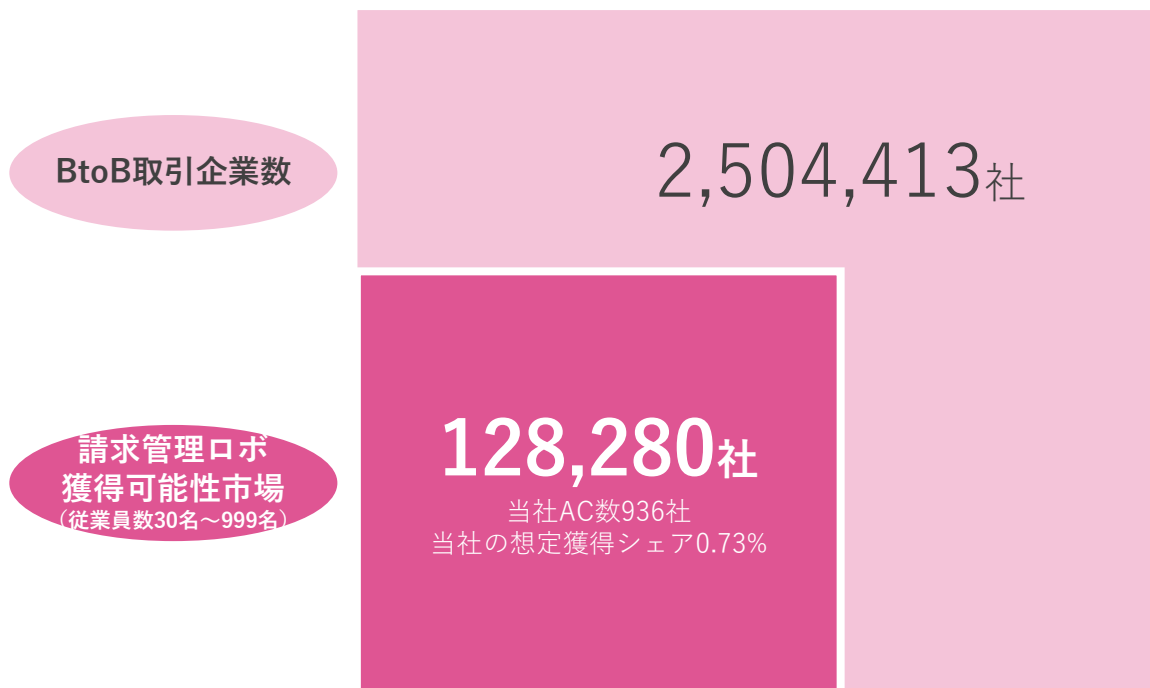 BtoB取引企業数
2,504,413社
請求管理ロボ
獲得可能性市場
（従業員数30名～999名）
128,280社
当社AC数936社
当社の想定獲得シェア0.73%